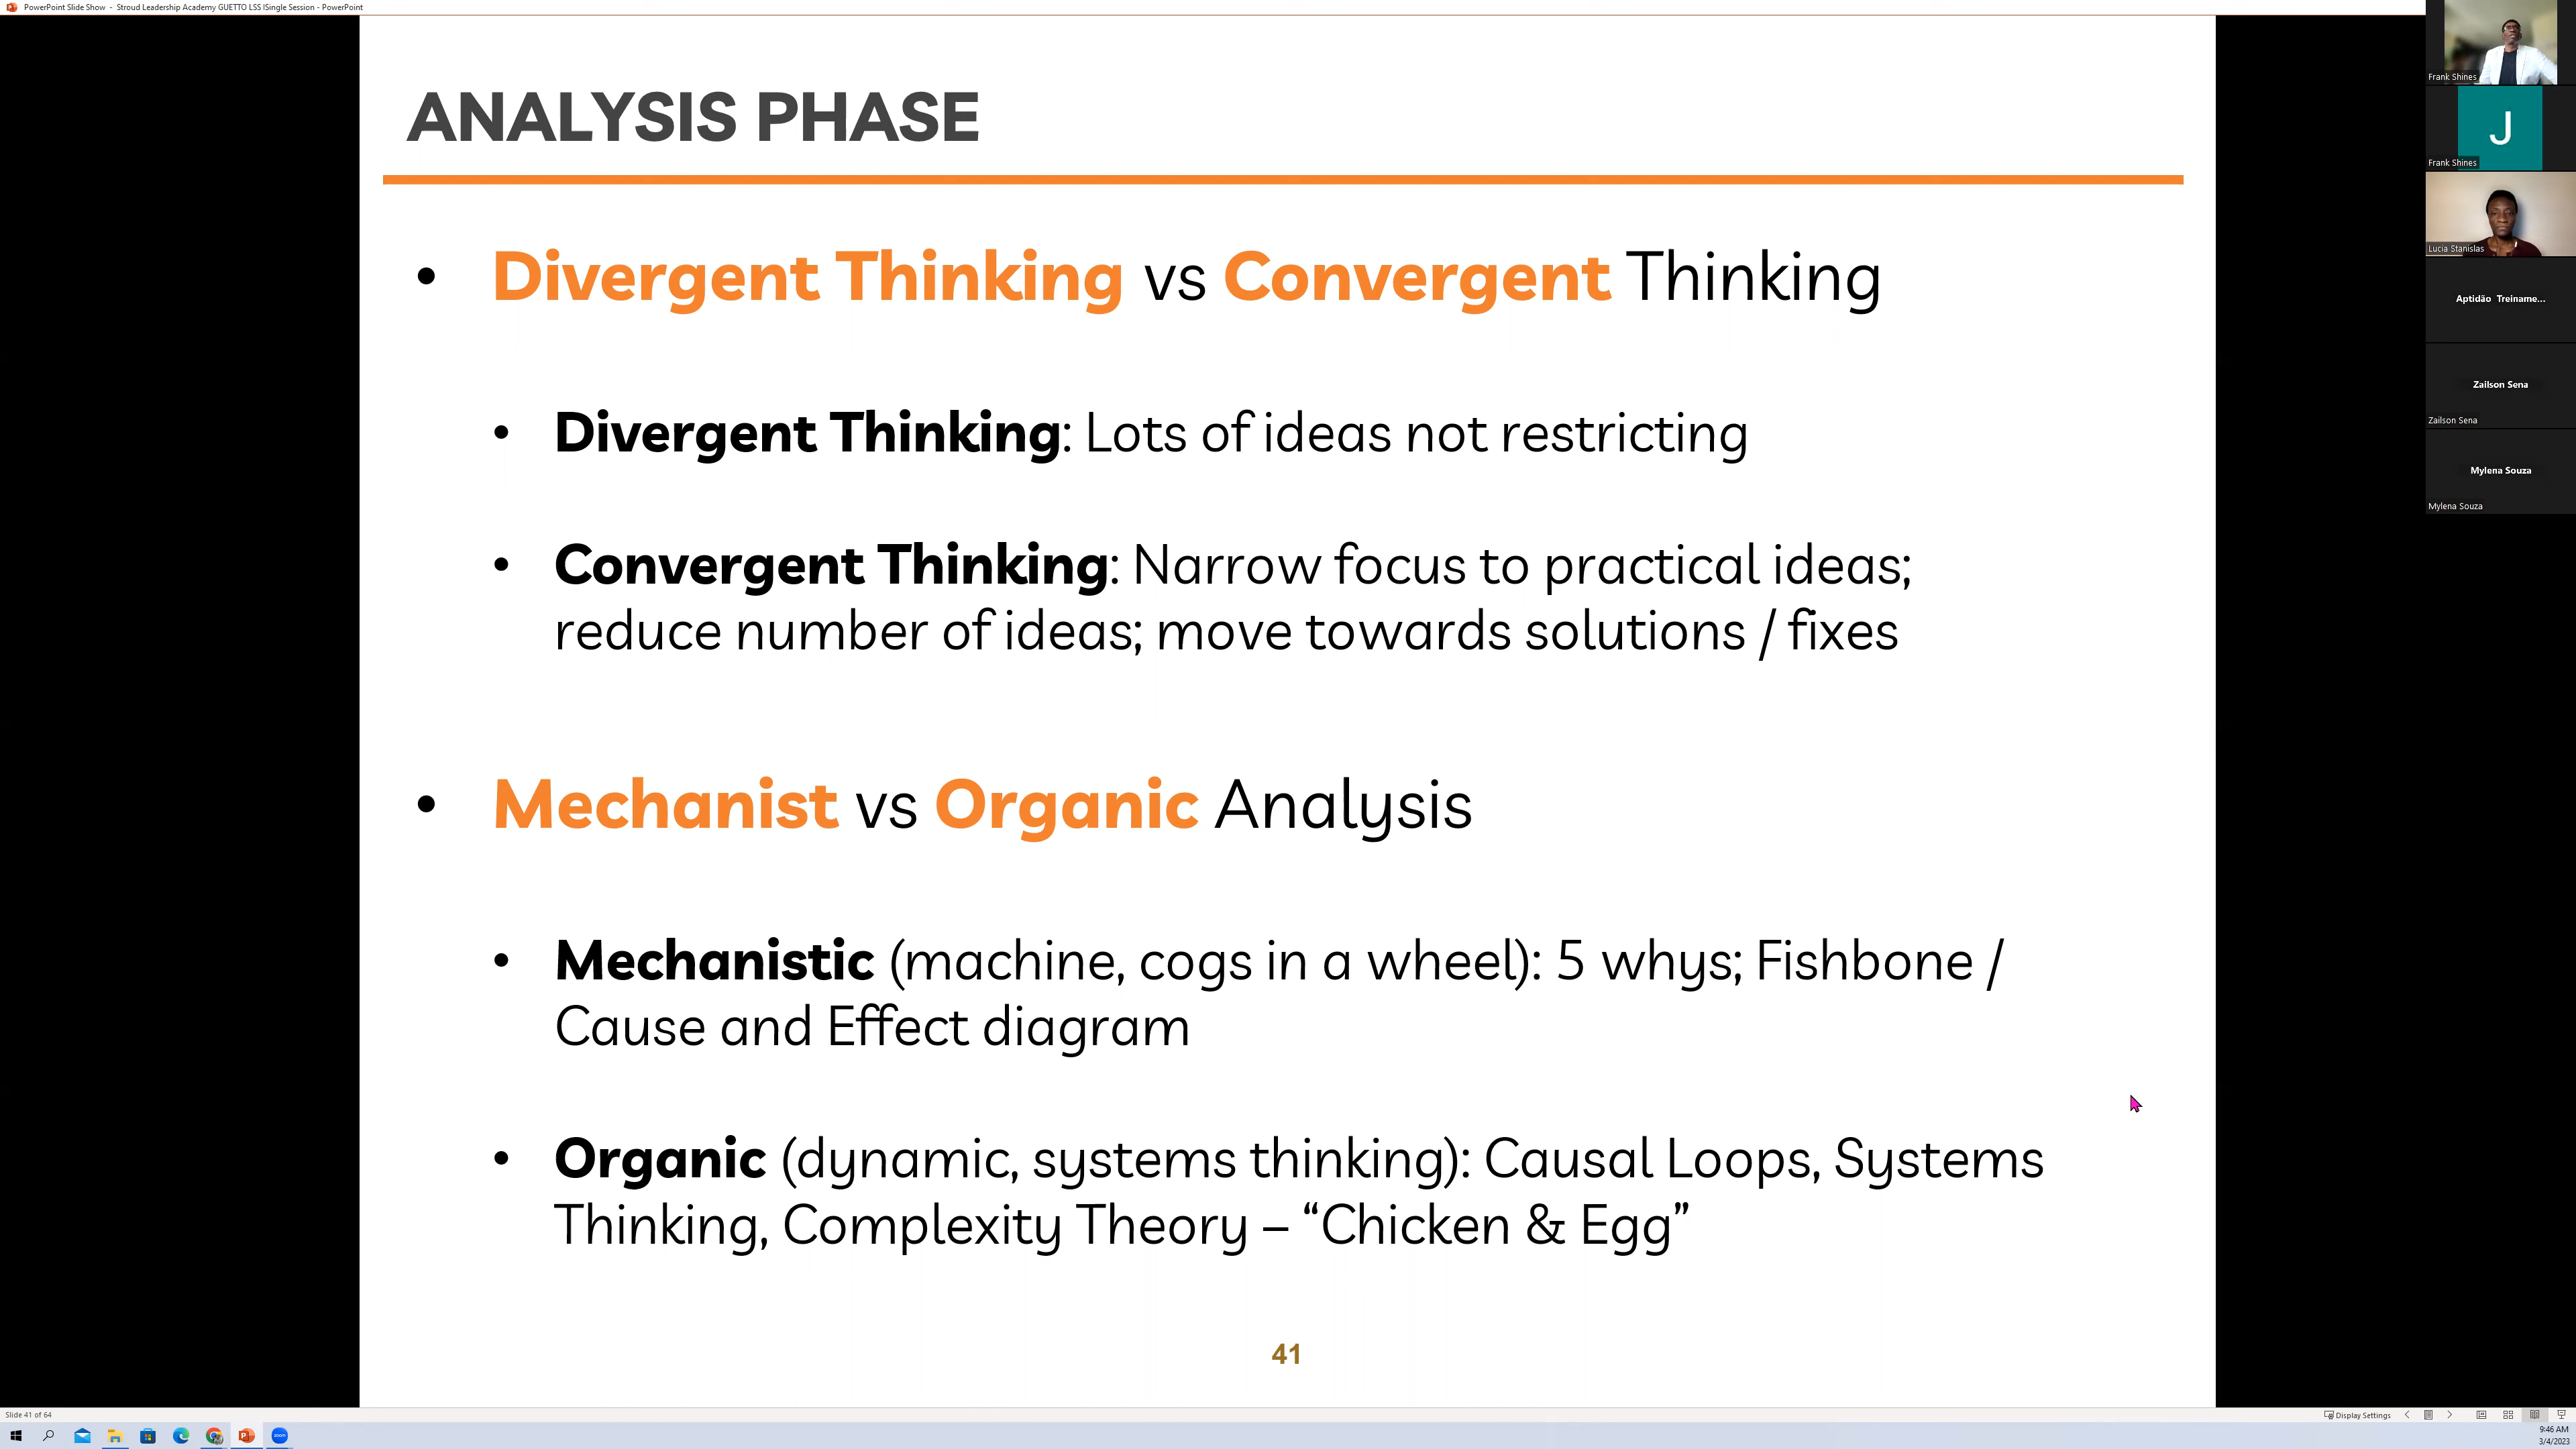 PowerPoint Slide Show - Stroud Leadership Academy GUETTO LSS ISingle Session - PowerPoint
ANALYSIS PHASE
• Divergent Thinking vs Convergent Thinking
• Divergent Thinking: Lots of ideas not restricting
• Convergent Thinking: Narrow focus to practical ideas;
reduce number of ideas; move towards solutions / fixes
• Mechanist vs Organic Analysis
• Mechanistic (machine, cogs in a wheel): 5 whys; Fishbone /
Cause and Effect diagram
• Organic (dynamic, systems thinking): Causal Loops, Systems
Thinking, Complexity Theory – “Chicken & Egg”
41
Frank Shines
J
Frank Shines
Lucia Stanislas
Aptidão Treiname...
Zailson Sena
Zailson Sena
Mylena Souza
Mylena Souza
Slide 41 of 64
Display Settings
zoom
9:46 AM
3/4/2023